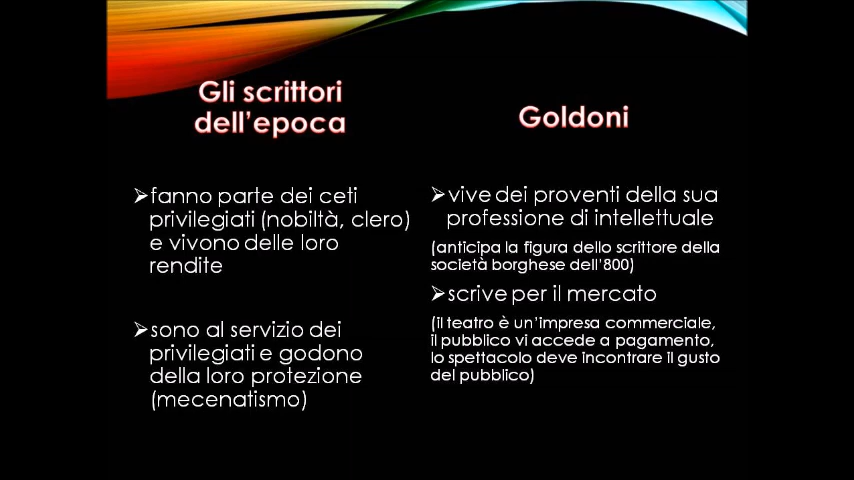 Gli scrittori
dell'epoca
fanno parte dei ceti
privilegiati (nobiltà, clero)
e vivono delle loro
rendite
sono al servizio dei
privilegiati e godono
della loro protezione
(mecenatismo)
Goldoni
vive dei proventi della sua
professione di intellettuale
(anticipa la figura dello scrittore della
società borghese dell'800)
scrive per il mercato
(il teatro è un'impresa commerciale,
il pubblico vi accede a pagamento,
lo spettacolo deve incontrare il gusto
del pubblico)